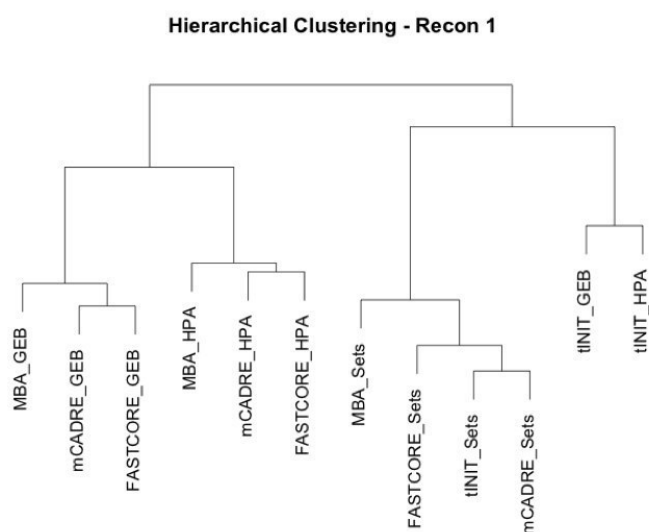 Hierarchical Clustering - Recon 1
MBA_GEB
mCADRE_GEB
FASTCORE_GEB
MBA_HPA
mCADRE_HPA
FASTCORE_HPA
MBA_Sets
FASTCORE_Sets
tINIT_Sets
mCADRE_Sets
tINIT_GEB
tINIT_HPA